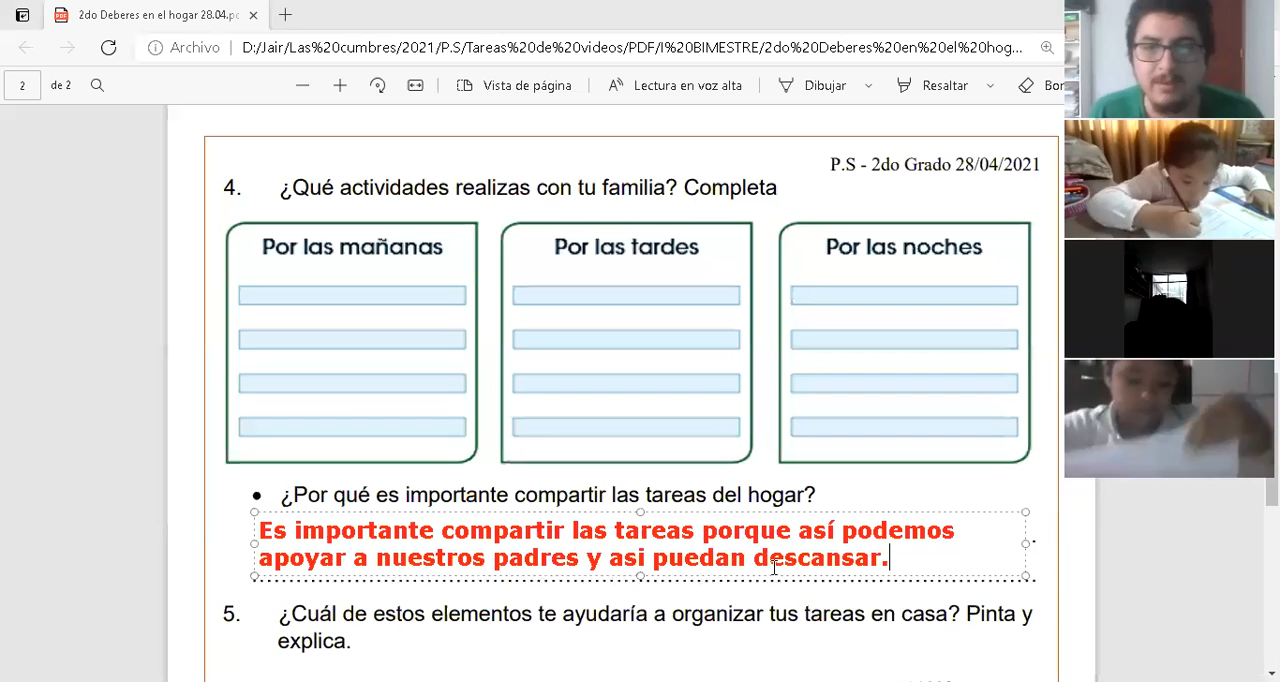 2do Deberes en el hogar 28.04.p
Archivo
D:/Jair/Las%20cumbres/2021/P.S/Tareas%20de%20videos/PDF/I%20BIMESTRE/2do%20Deberes%20en%20el%20hog...
2 de 2
Vista de página
Lectura en voz alta
Dibujar
Resaltar
Bor
P.S - 2do Grado 28/04/2021
4. ¿Qué actividades realizas con tu familia? Completa
Por las mañanas
Por las tardes
Por las noches
• ¿Por qué es importante compartir las tareas del hogar?
Es importante compartir las tareas porque así podemos
apoyar a nuestros padres y asi puedan descansar.
5. ¿Cuál de estos elementos te ayudaría a organizar tus tareas en casa? Pinta y
explica.